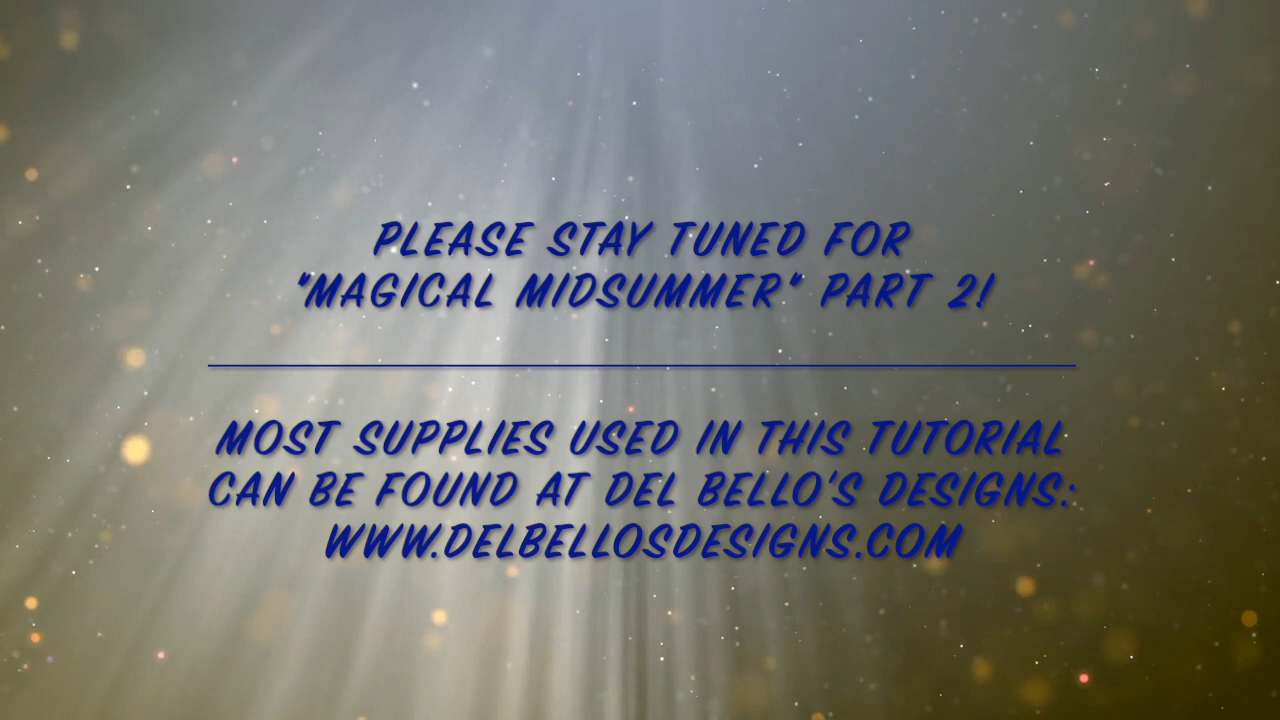 PLEASE STAY TUNED FOR
"MAGICAL MIDSUMMER" PART 2!
MOST SUPPLIES USED IN THIS TUTORIAL
CAN BE FOUND AT DEL BELLO'S DESIGNS:
WWW.DELBELLOSDESIGNS.COM